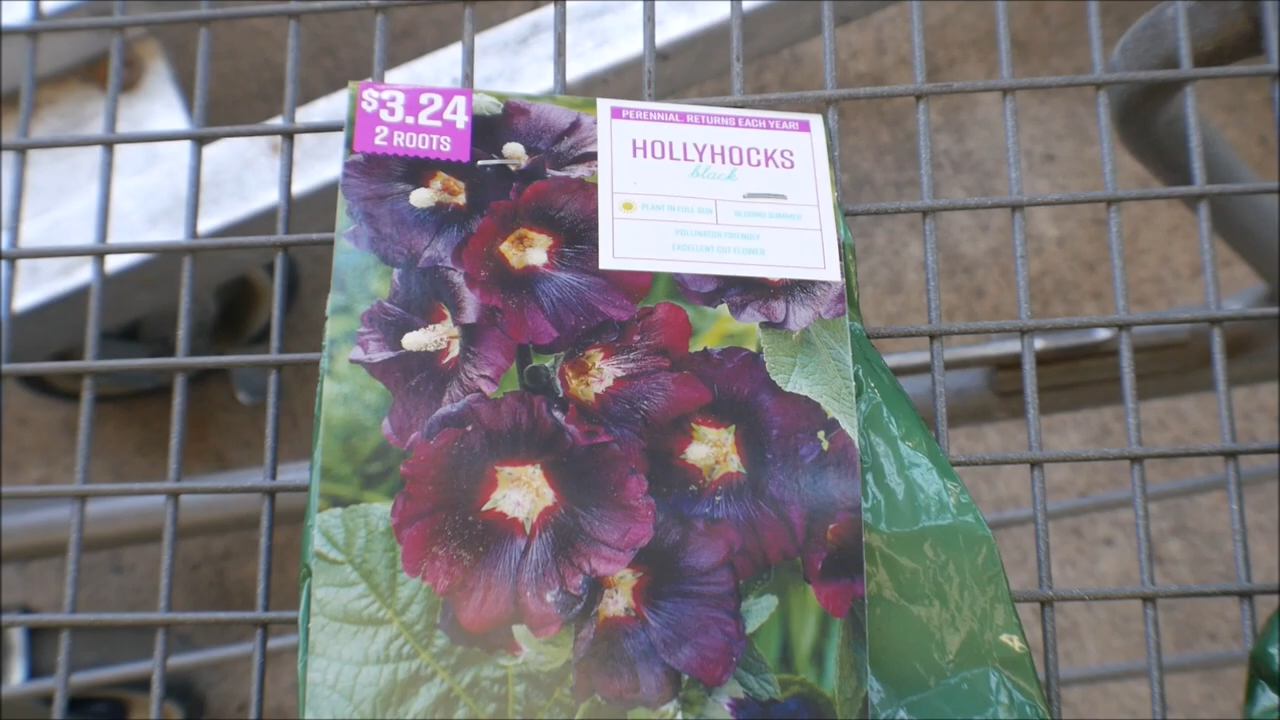 $3.24
2 ROOTS
PERENNIAL. RETURNS EACH YEAR!
HOLLYHOCKS
black
PLANT IN FULL SUN
BLOOMS SUMMER
POLLINATOR FRIENDLY
EXCELLENT CUT FLOWER